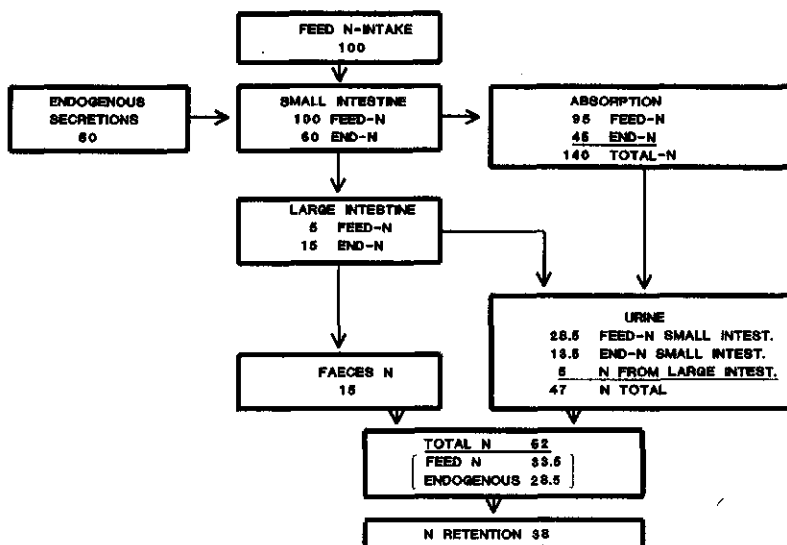 FEED N-INTAKE
100
ENDOGENOUS
SECRETIONS
60
SMALL INTESTINE
100 FEED-N
60 END-N
ABSORPTION
95 FEED-N
45 END-N
140 TOTAL-N
LARGE INTESTINE
5 FEED-N
15 END-N
URINE
28.5 FEED-N SMALL INTEST.
13.5 END-N SMALL INTEST.
5 N FROM LARGE INTEST.
47 N TOTAL
FAECES N
15
TOTAL N 62
FEED N 33.5
ENDOGENOUS 28.5
N RETENTION 38